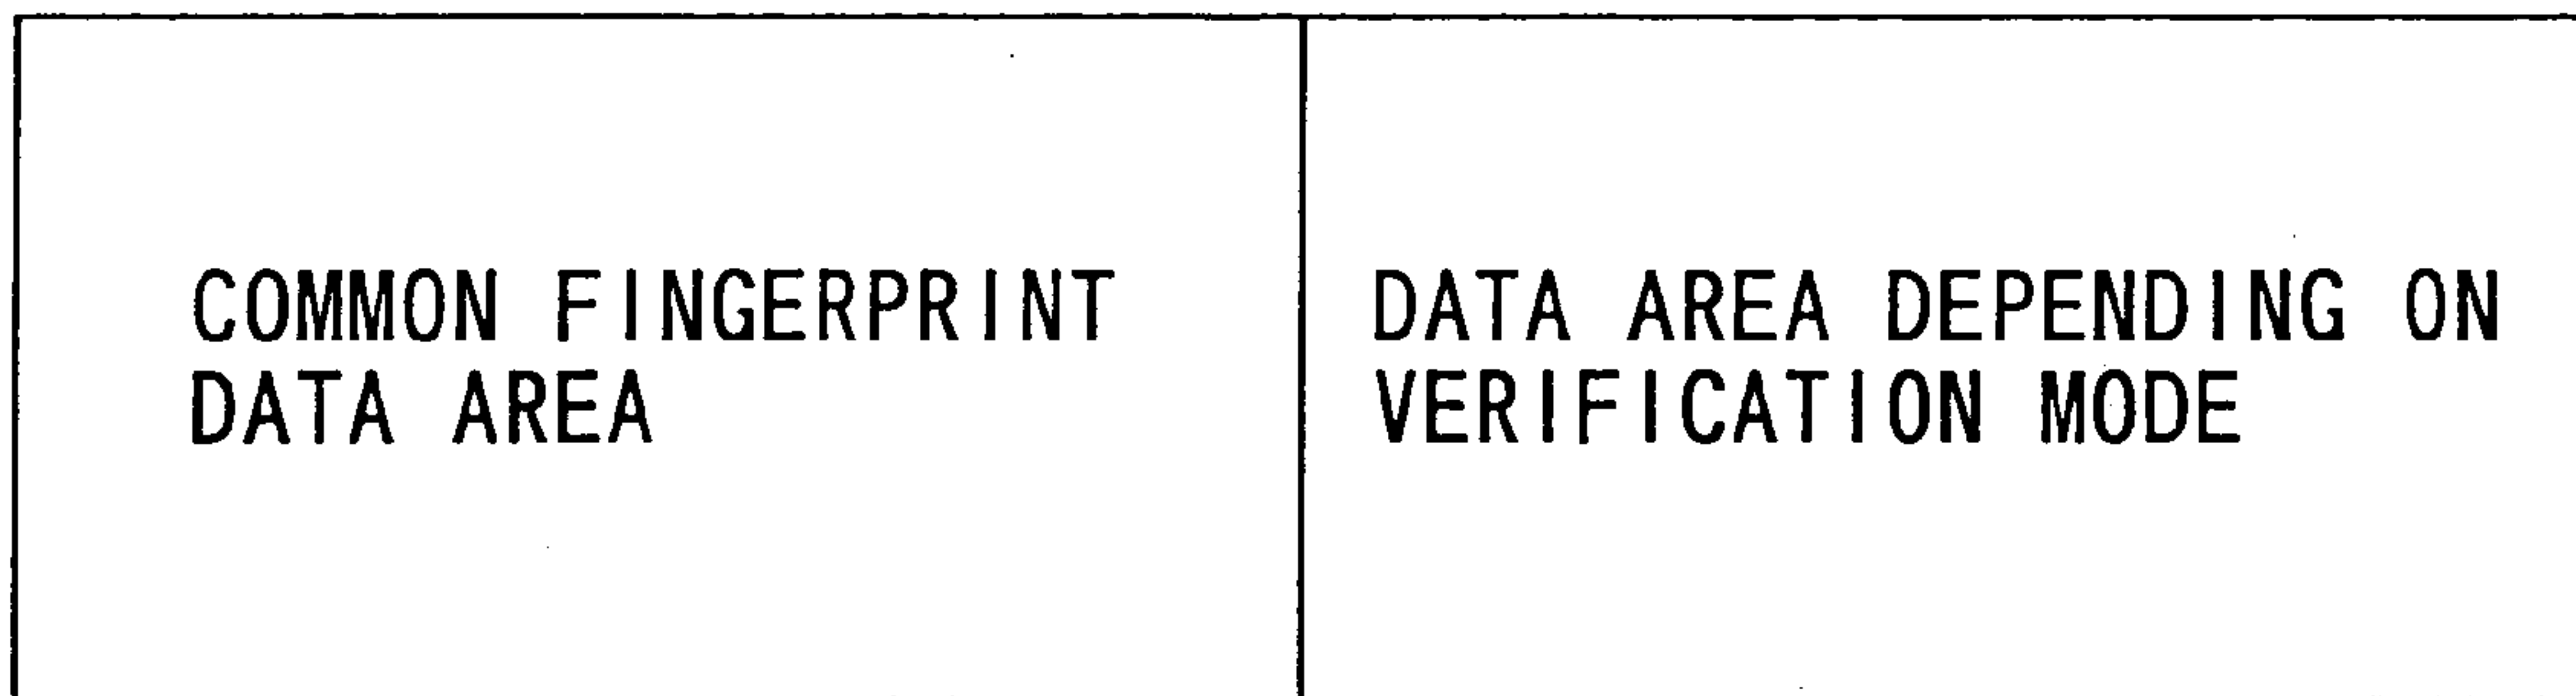 COMMON FINGERPRINT
DATA AREA
DATA AREA DEPENDING ON
VERIFICATION MODE